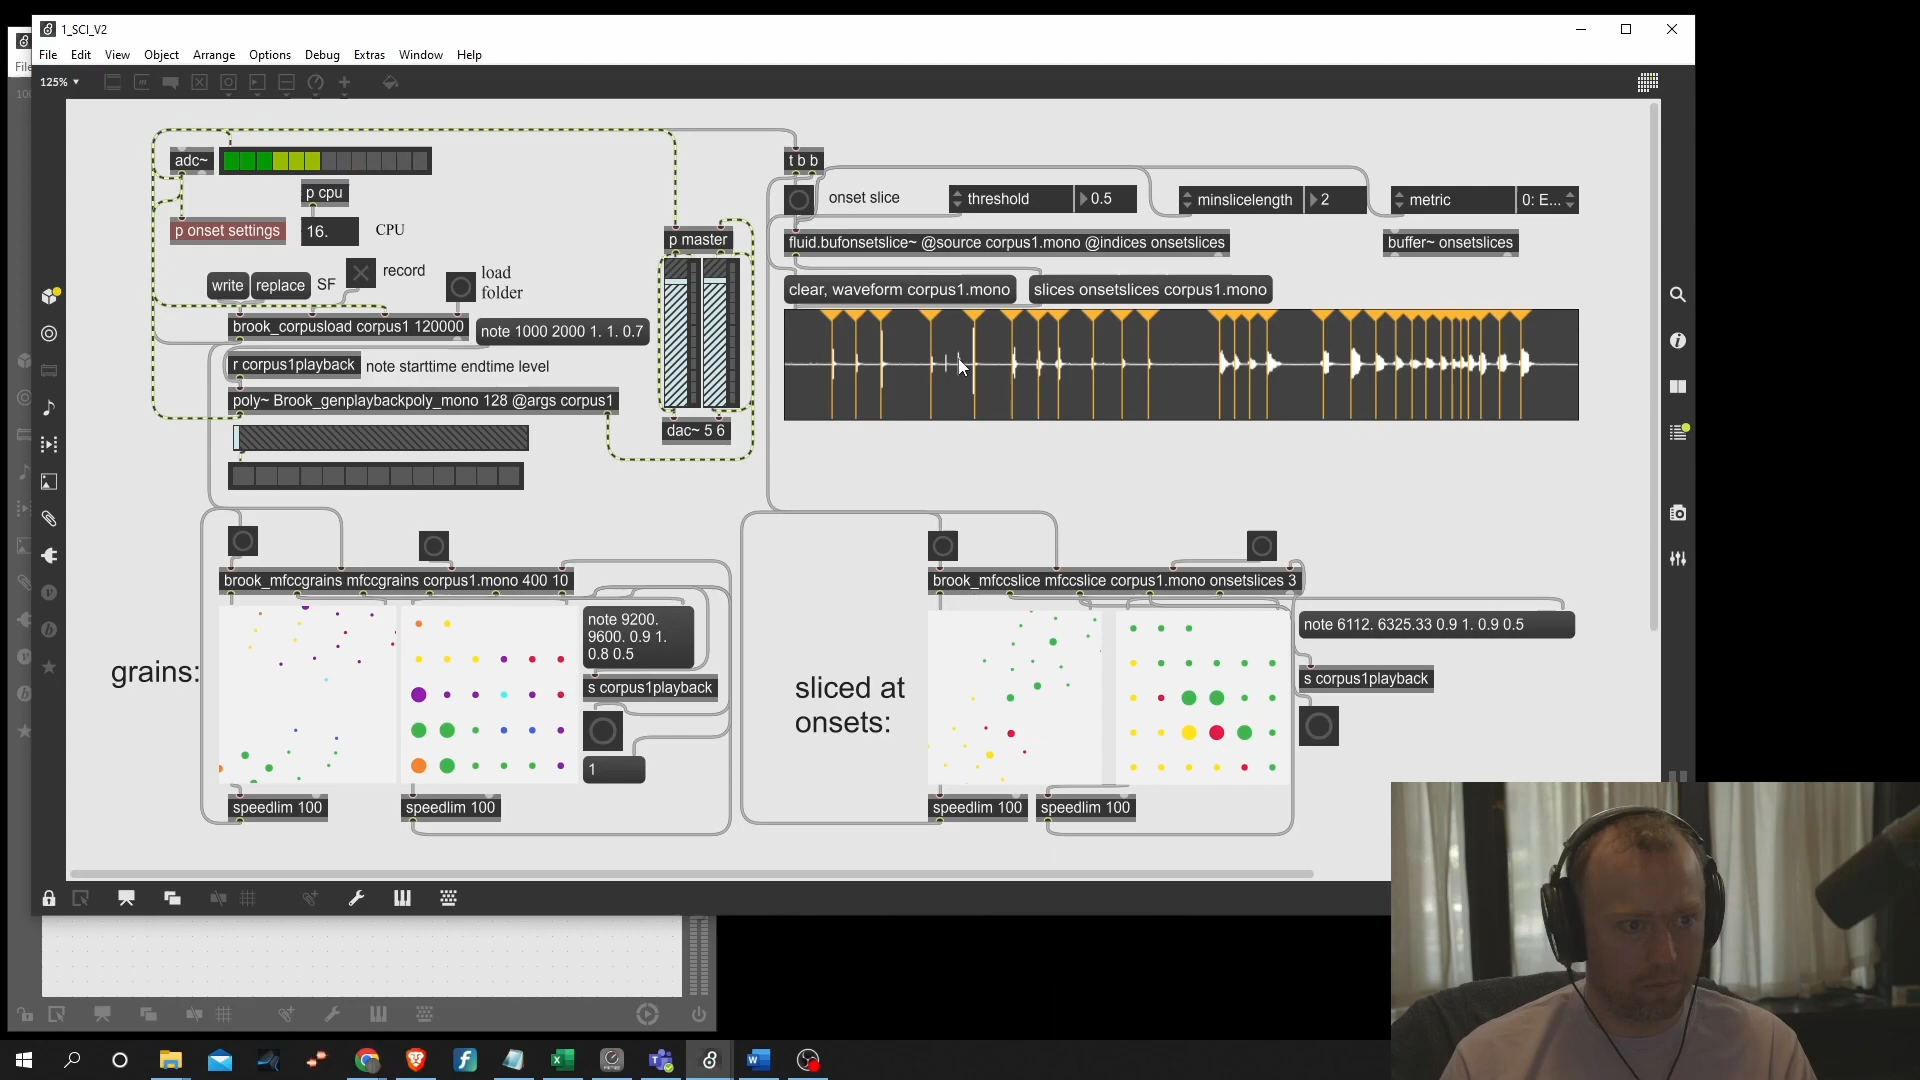 1_SCI_V2
File Edit View Object Arrange Options Debug Extras Window Help
125%
adc~
p cpu
p onset settings
16.
CPU
write
replace
SF
record
load
folder
brook_corpusload corpus1 120000
note 1000 2000 1. 1. 0.7
r corpus1playback
note starttime endtime level
poly~ Brook_genplaybackpoly_mono 128 @args corpus1
p master
dac~ 5 6
t b b
onset slice
threshold
0.5
minslicelength
2
metric
0: E...
fluid.bufonsetslice~ @source corpus1.mono @indices onsetslices
buffer~ onsetslices
clear, waveform corpus1.mono
slices onsetslices corpus1.mono
brook_mfccgrains mfccgrains corpus1.mono 400 10
note 9200.
9600. 0.9 1.
0.8 0.5
s corpus1playback
1
grains:
speedlim 100
speedlim 100
brook_mfccslice mfccslice corpus1.mono onsetslices 3
note 6112. 6325.33 0.9 1. 0.9 0.5
s corpus1playback
sliced at
onsets:
speedlim 100
speedlim 100